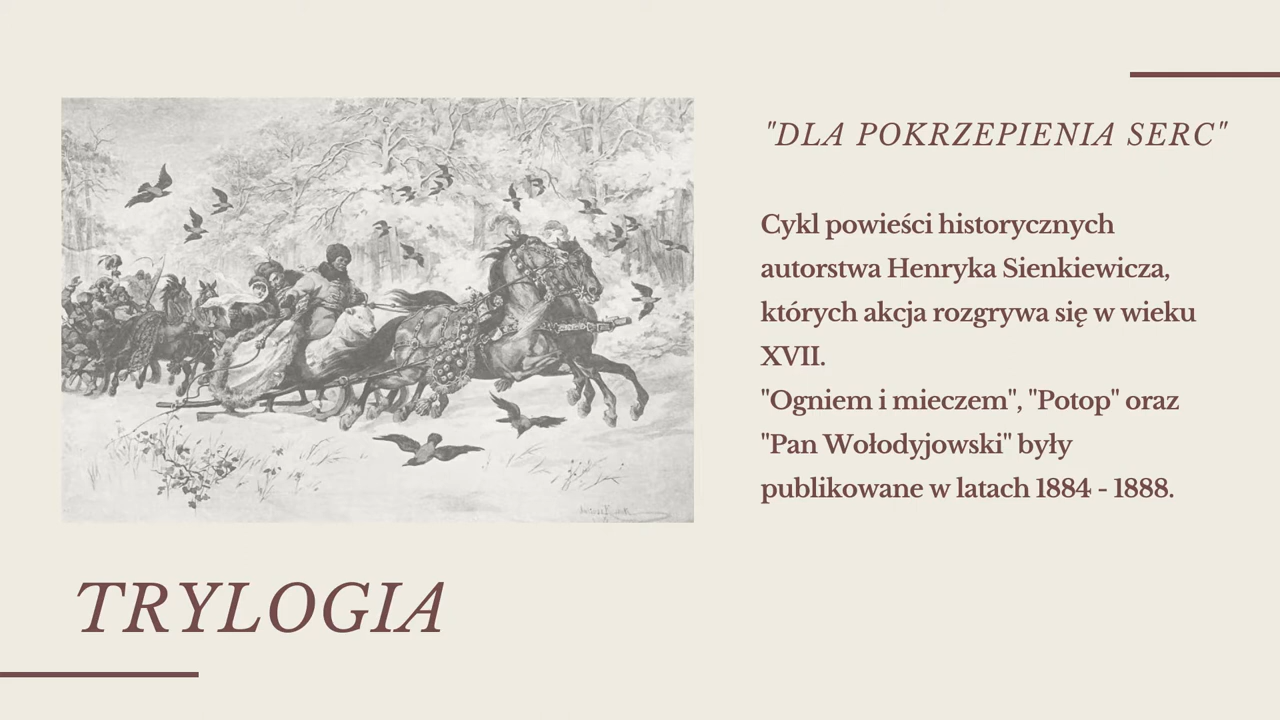 "DLA POKRZEPIENIA SERC"
Cykl powieści historycznych
autorstwa Henryka Sienkiewicza,
których akcja rozgrywa się w wieku
XVII.
"Ogniem i mieczem", "Potop" oraz
"Pan Wołodyjowski" były
publikowane w latach 1884 - 1888.
TRYLOGIA